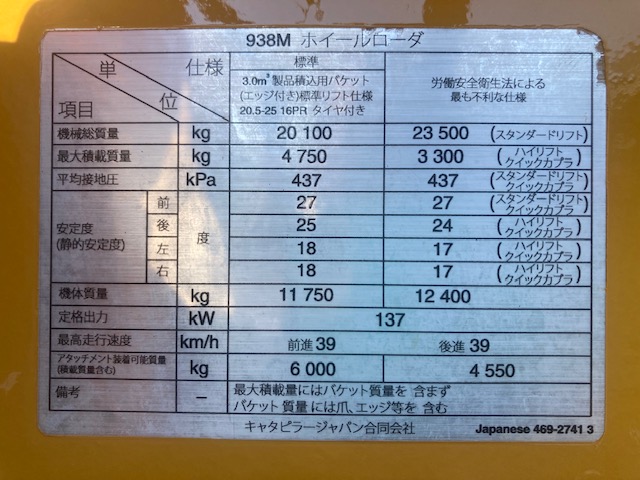 938M ホイールローダ
項目 単位 仕様 標準 3.0m³ 製品積込用バケット (エッジ付き)標準リフト仕様 20.5-25 16PR タイヤ付き 労働安全衛生法による 最も不利な仕様
機械総質量 kg 20 100 23 500 (スタンダードリフト)
最大積載質量 kg 4 750 3 300 (ハイリフト クイックカプラ)
平均接地圧 kPa 437 437 (スタンダードリフト クイックカプラ)
安定度 (静的安定度) 前 度 27 27 (スタンダードリフト クイックカプラ)
後 25 24 (ハイリフト クイックカプラ)
左 18 17 (ハイリフト クイックカプラ)
右 18 17 (ハイリフト クイックカプラ)
機体質量 kg 11 750 12 400
定格出力 kW 137
最高走行速度 km/h 前進 39 後進 39
アタッチメント装着可能質量 (積載質量含む) kg 6 000 4 550
備考 – 最大積載量にはバケット質量を 含まず
バケット 質量 には爪、エッジ等を 含む
キャタピラージャパン合同会社 Japanese 469-2741 3